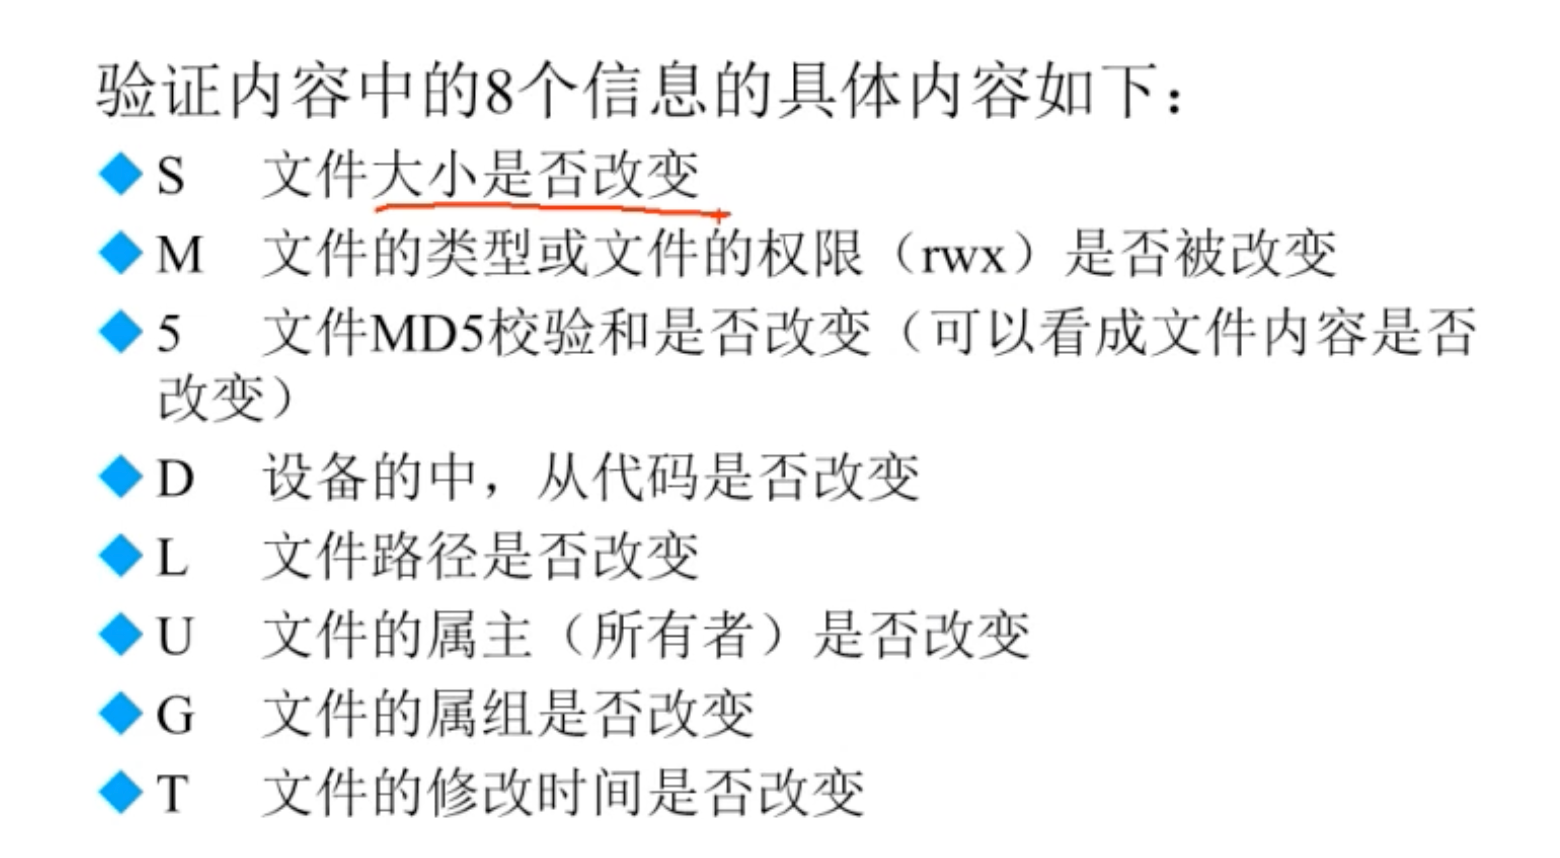 验证内容中的8个信息的具体内容如下：
S 文件大小是否改变
M 文件的类型或文件的权限（rwx）是否被改变
5 文件MD5校验和是否改变（可以看成文件内容是否
改变）
D 设备的中，从代码是否改变
L 文件路径是否改变
U 文件的属主（所有者）是否改变
G 文件的属组是否改变
T 文件的修改时间是否改变